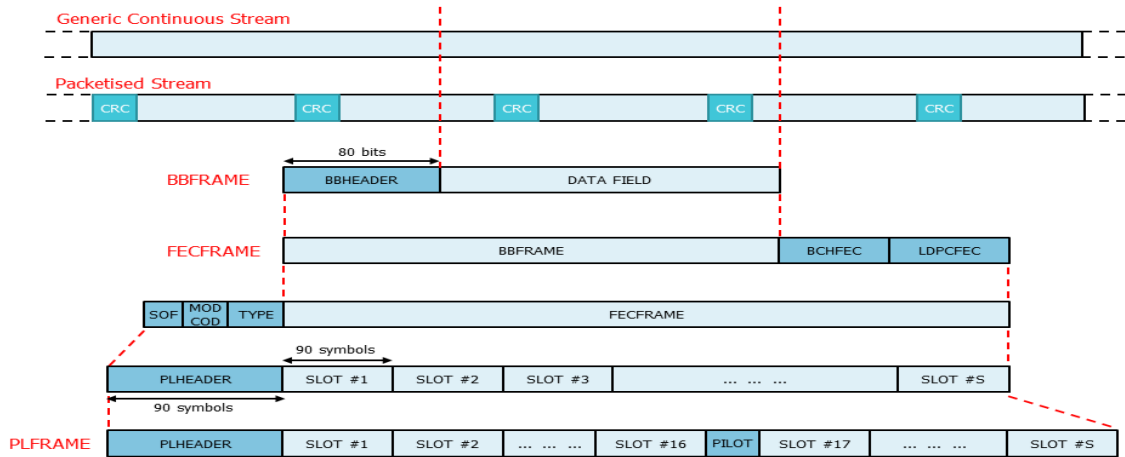 Generic Continuous Stream
Packetised Stream
CRC CRC CRC CRC CRC
80 bits
BBFRAME BBHEADER DATA FIELD
FECFRAME BBFRAME BCHFEC LDPCFEC
SOF MOD COD TYPE FECFRAME
90 symbols
PLHEADER SLOT #1 SLOT #2 SLOT #3 ... ... ... SLOT #S
90 symbols
PLFRAME PLHEADER SLOT #1 SLOT #2 ... ... ... SLOT #16 PILOT SLOT #17 ... ... ... SLOT #S